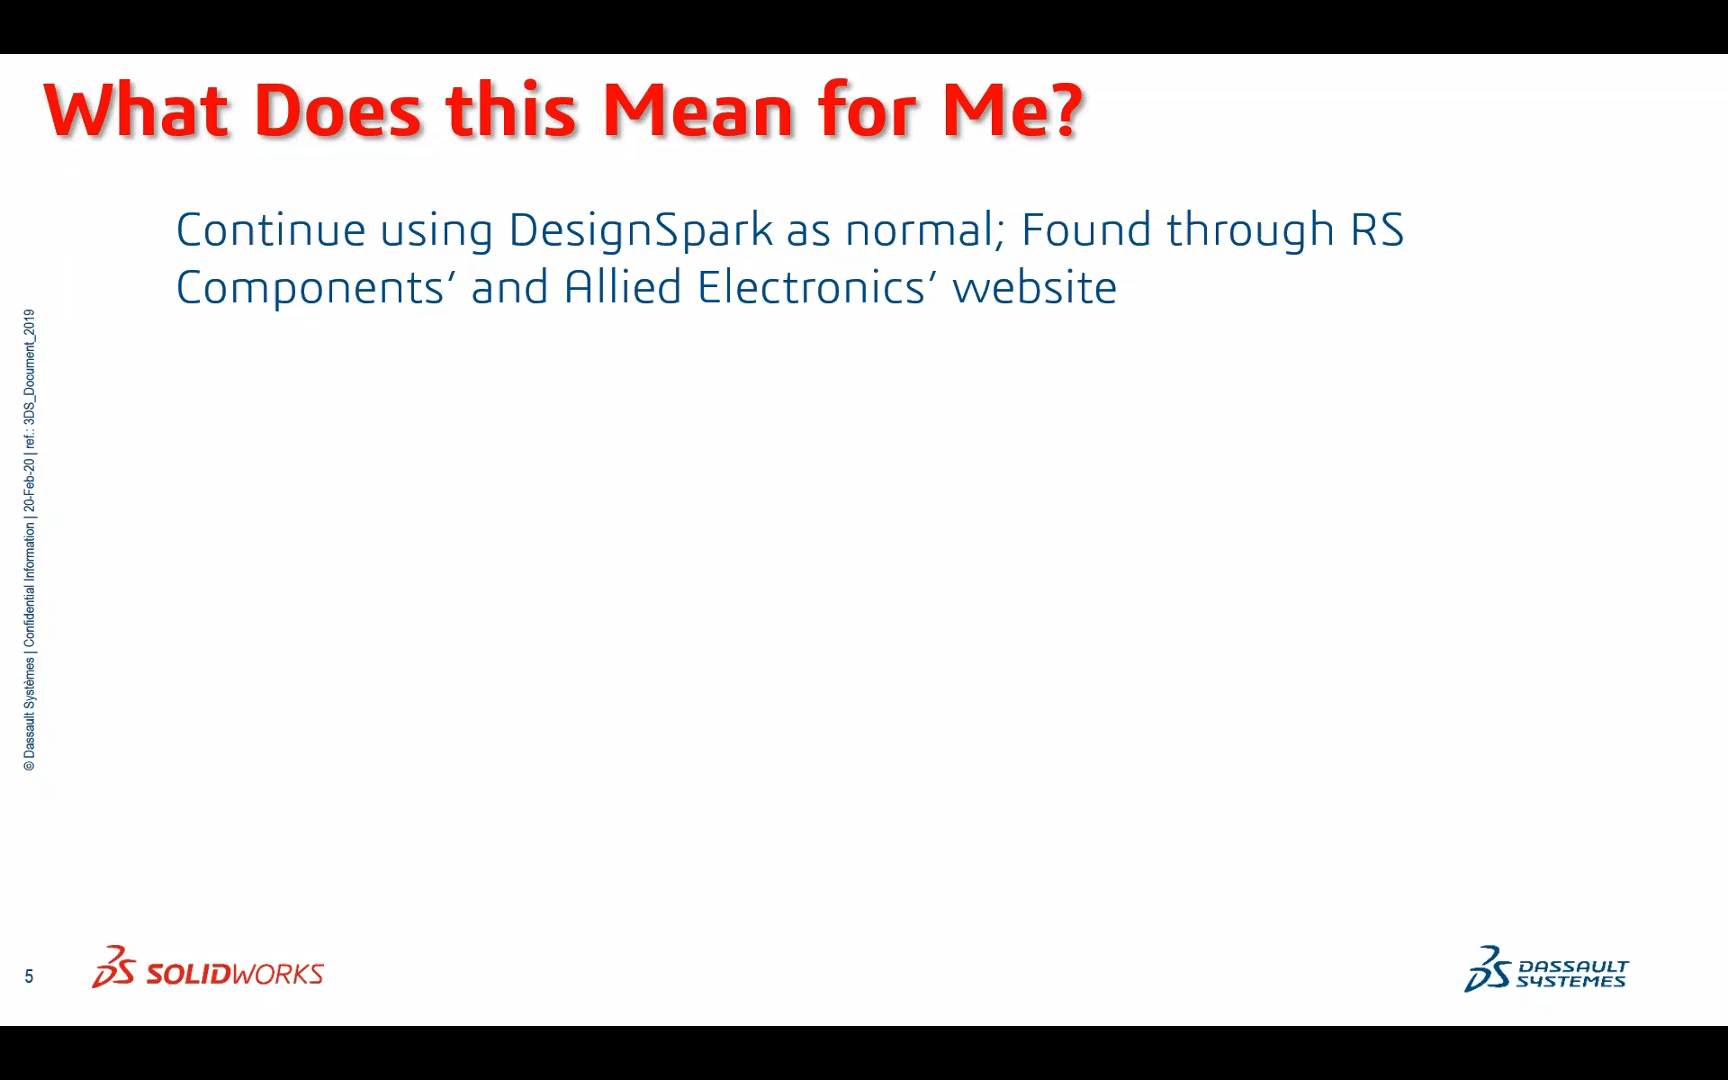 What Does this Mean for Me?
Continue using DesignSpark as normal; Found through RS
Components’ and Allied Electronics’ website
© Dassault Systèmes | Confidential Information | 20-Feb-20 | ref.: 3DS_Document_2019
5
SOLIDWORKS
DASSAULT
SYSTEMES